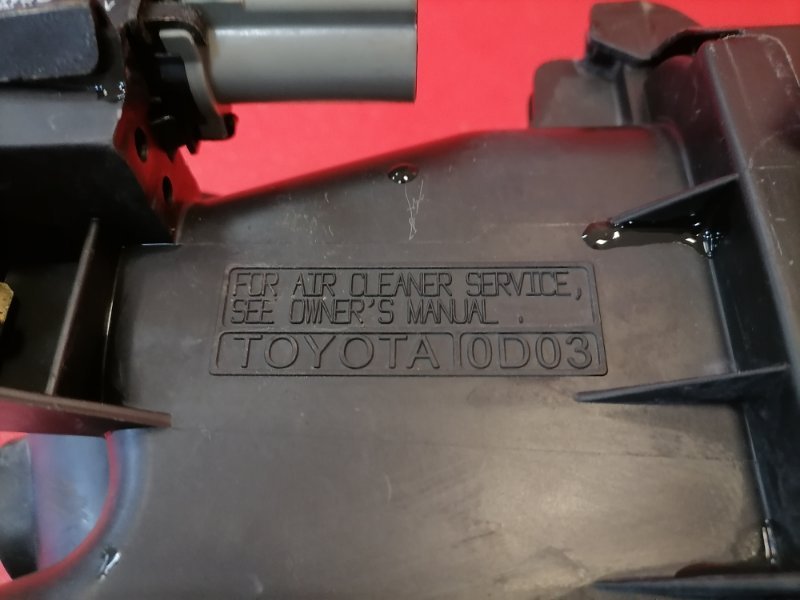 FOR AIR CLEANER SERVICE,
SEE OWNER'S MANUAL .
TOYOTA 0D03